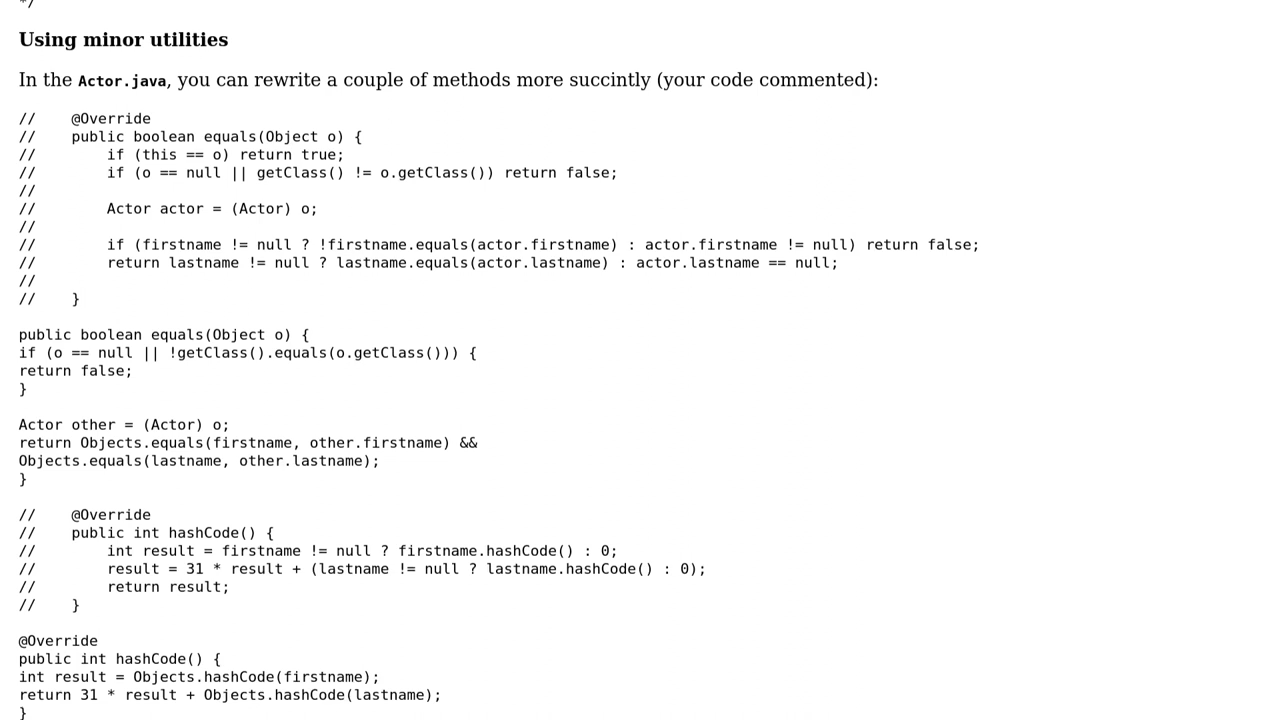 */
Using minor utilities
In the Actor.java, you can rewrite a couple of methods more succintly (your code commented):
//    @Override
//    public boolean equals(Object o) {
//        if (this == o) return true;
//        if (o == null || getClass() != o.getClass()) return false;
//
//        Actor actor = (Actor) o;
//
//        if (firstname != null ? !firstname.equals(actor.firstname) : actor.firstname != null) return false;
//        return lastname != null ? lastname.equals(actor.lastname) : actor.lastname == null;
//
//    }
public boolean equals(Object o) {
if (o == null || !getClass().equals(o.getClass())) {
return false;
}
Actor other = (Actor) o;
return Objects.equals(firstname, other.firstname) &&
Objects.equals(lastname, other.lastname);
}
//    @Override
//    public int hashCode() {
//        int result = firstname != null ? firstname.hashCode() : 0;
//        result = 31 * result + (lastname != null ? lastname.hashCode() : 0);
//        return result;
//    }
@Override
public int hashCode() {
int result = Objects.hashCode(firstname);
return 31 * result + Objects.hashCode(lastname);
}